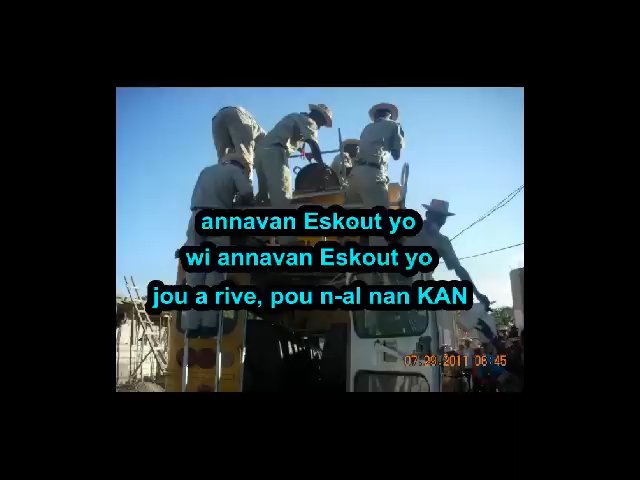 annavan Eskout yo
wi annavan Eskout yo
jou a rive, pou n-al nan KAN
07.29.2011 06:45